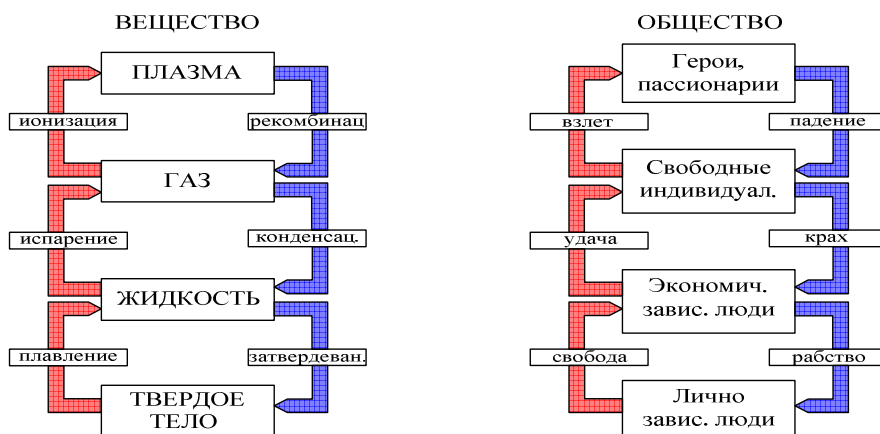 ВЕЩЕСТВО
ПЛАЗМА
ионизация
рекомбинац
ГАЗ
испарение
конденсац.
ЖИДКОСТЬ
плавление
затвердеван.
ТВЕРДОЕ
ТЕЛО
ОБЩЕСТВО
Герои,
пассионарии
взлет
падение
Свободные
индивидуал.
удача
крах
Экономич.
завис. люди
свобода
рабство
Лично
завис. люди